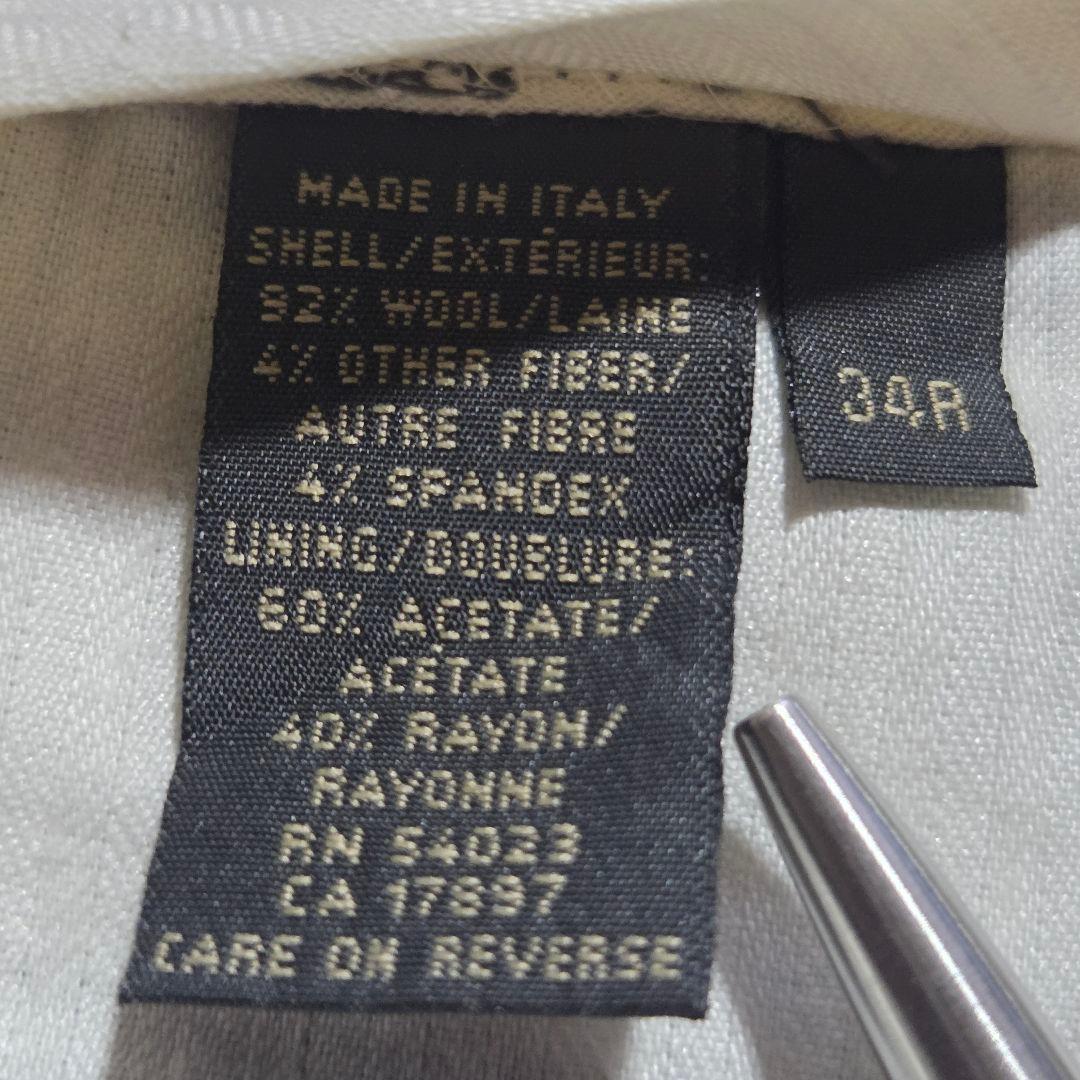 MADE IN ITALY
SHELL/EXTÉRIEUR:
92% WOOL/LAINE
4% OTHER FIBER/
AUTRE FIBRE
4% SPANDEX
LINING/DOUBLURE:
60% ACETATE/
ACÉTATE
40% RAYON/
RAYONNE
RN 54023
CA 17897
CARE ON REVERSE
34R